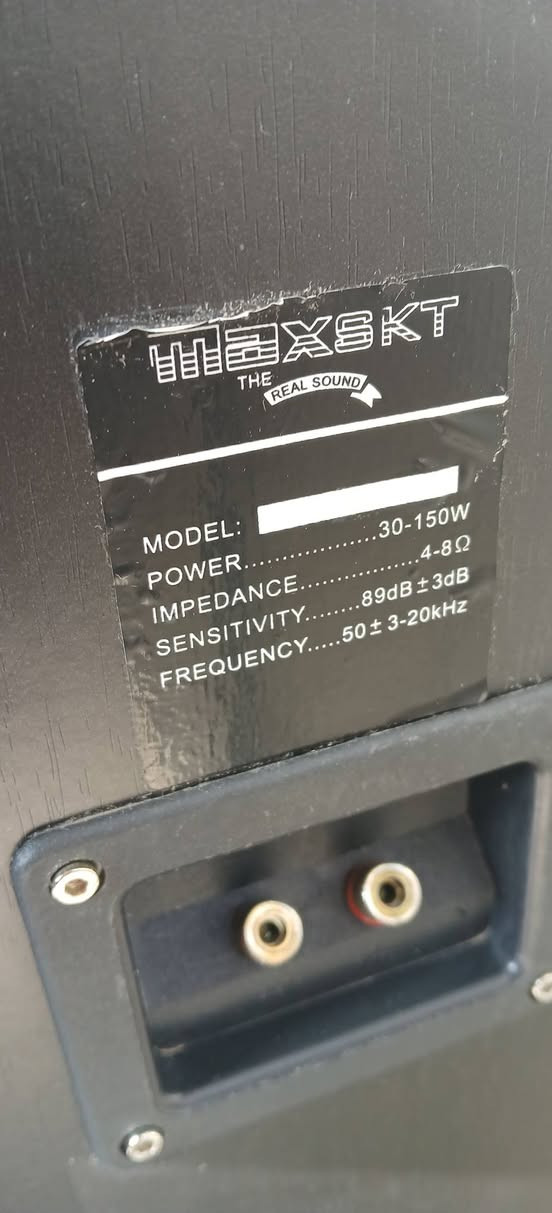 maxskt
THE REAL SOUND
MODEL:
POWER...................30-150W
IMPEDANCE................4-8Ω
SENSITIVITY........89dB±3dB
FREQUENCY.....50±3-20kHz